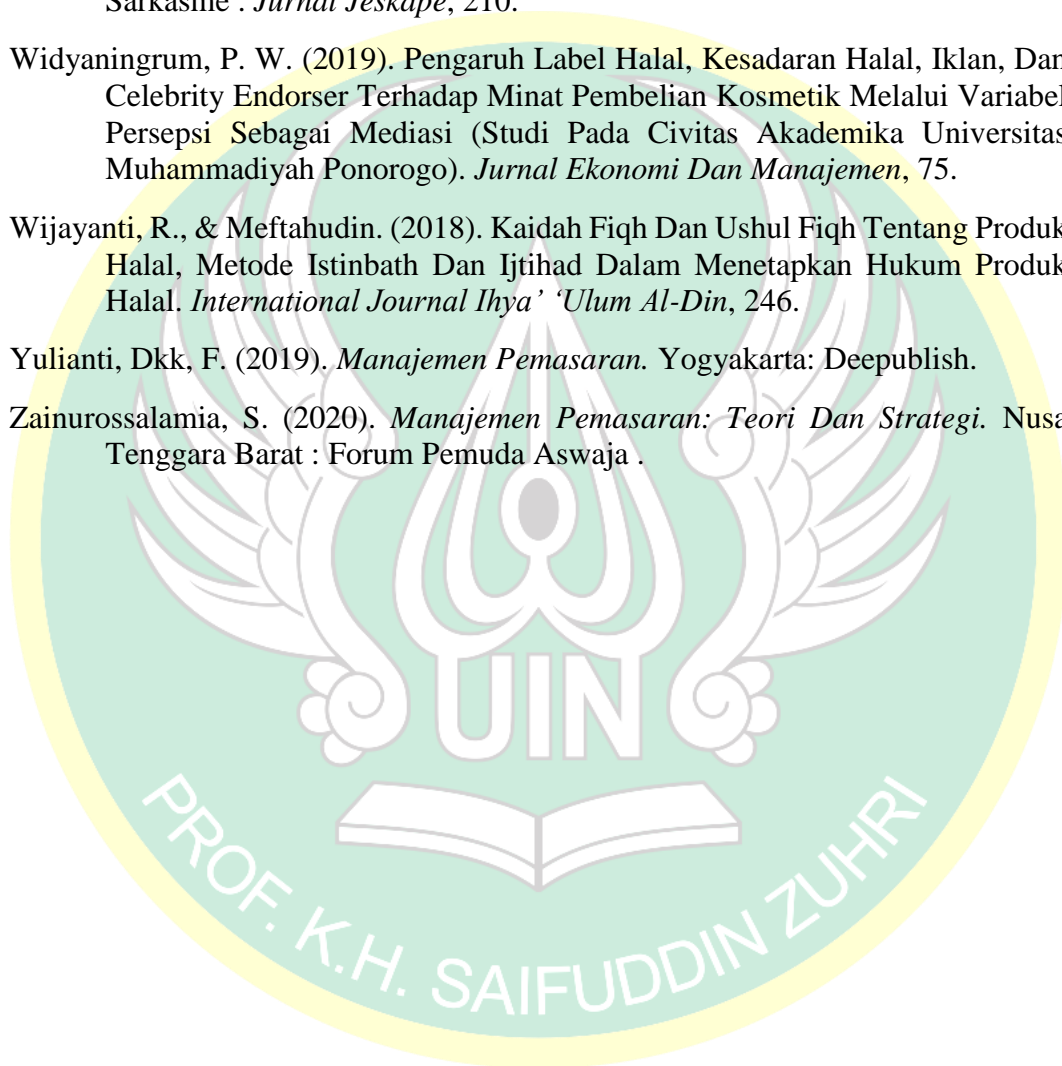 Sarkasme . Jurnal Jeskape, 210.
Widyaningrum, P. W. (2019). Pengaruh Label Halal, Kesadaran Halal, Iklan, Dan
Celebrity Endorser Terhadap Minat Pembelian Kosmetik Melalui Variabel
Persepsi Sebagai Mediasi (Studi Pada Civitas Akademika Universitas
Muhammadiyah Ponorogo). Jurnal Ekonomi Dan Manajemen, 75.
Wijayanti, R., & Meftahudin. (2018). Kaidah Fiqh Dan Ushul Fiqh Tentang Produk
Halal, Metode Istinbath Dan Ijtihad Dalam Menetapkan Hukum Produk
Halal. International Journal Ihya’ ‘Ulum Al-Din, 246.
Yulianti, Dkk, F. (2019). Manajemen Pemasaran. Yogyakarta: Deepublish.
Zainurossalamia, S. (2020). Manajemen Pemasaran: Teori Dan Strategi. Nusa
Tenggara Barat : Forum Pemuda Aswaja .
UIN
PROF. K.H. SAIFUDDIN ZUHRI